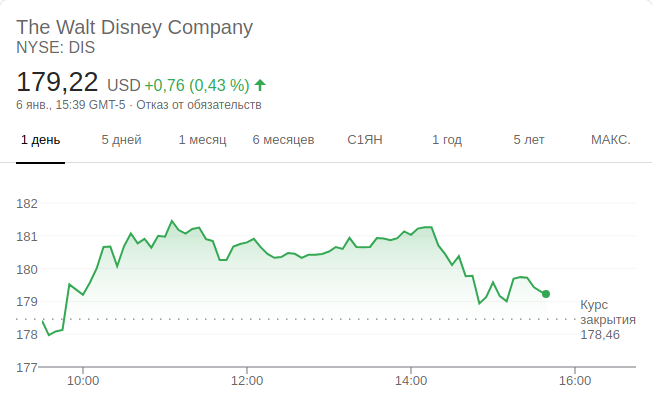 The Walt Disney Company
NYSE: DIS
179,22 USD +0,76 (0,43 %)
6 янв., 15:39 GMT-5 · Отказ от обязательств
1 день 5 дней 1 месяц 6 месяцев С1ЯН 1 год 5 лет МАКС.
182
181
180
179
178
177
Курс
закрытия
178,46
10:00 12:00 14:00 16:00